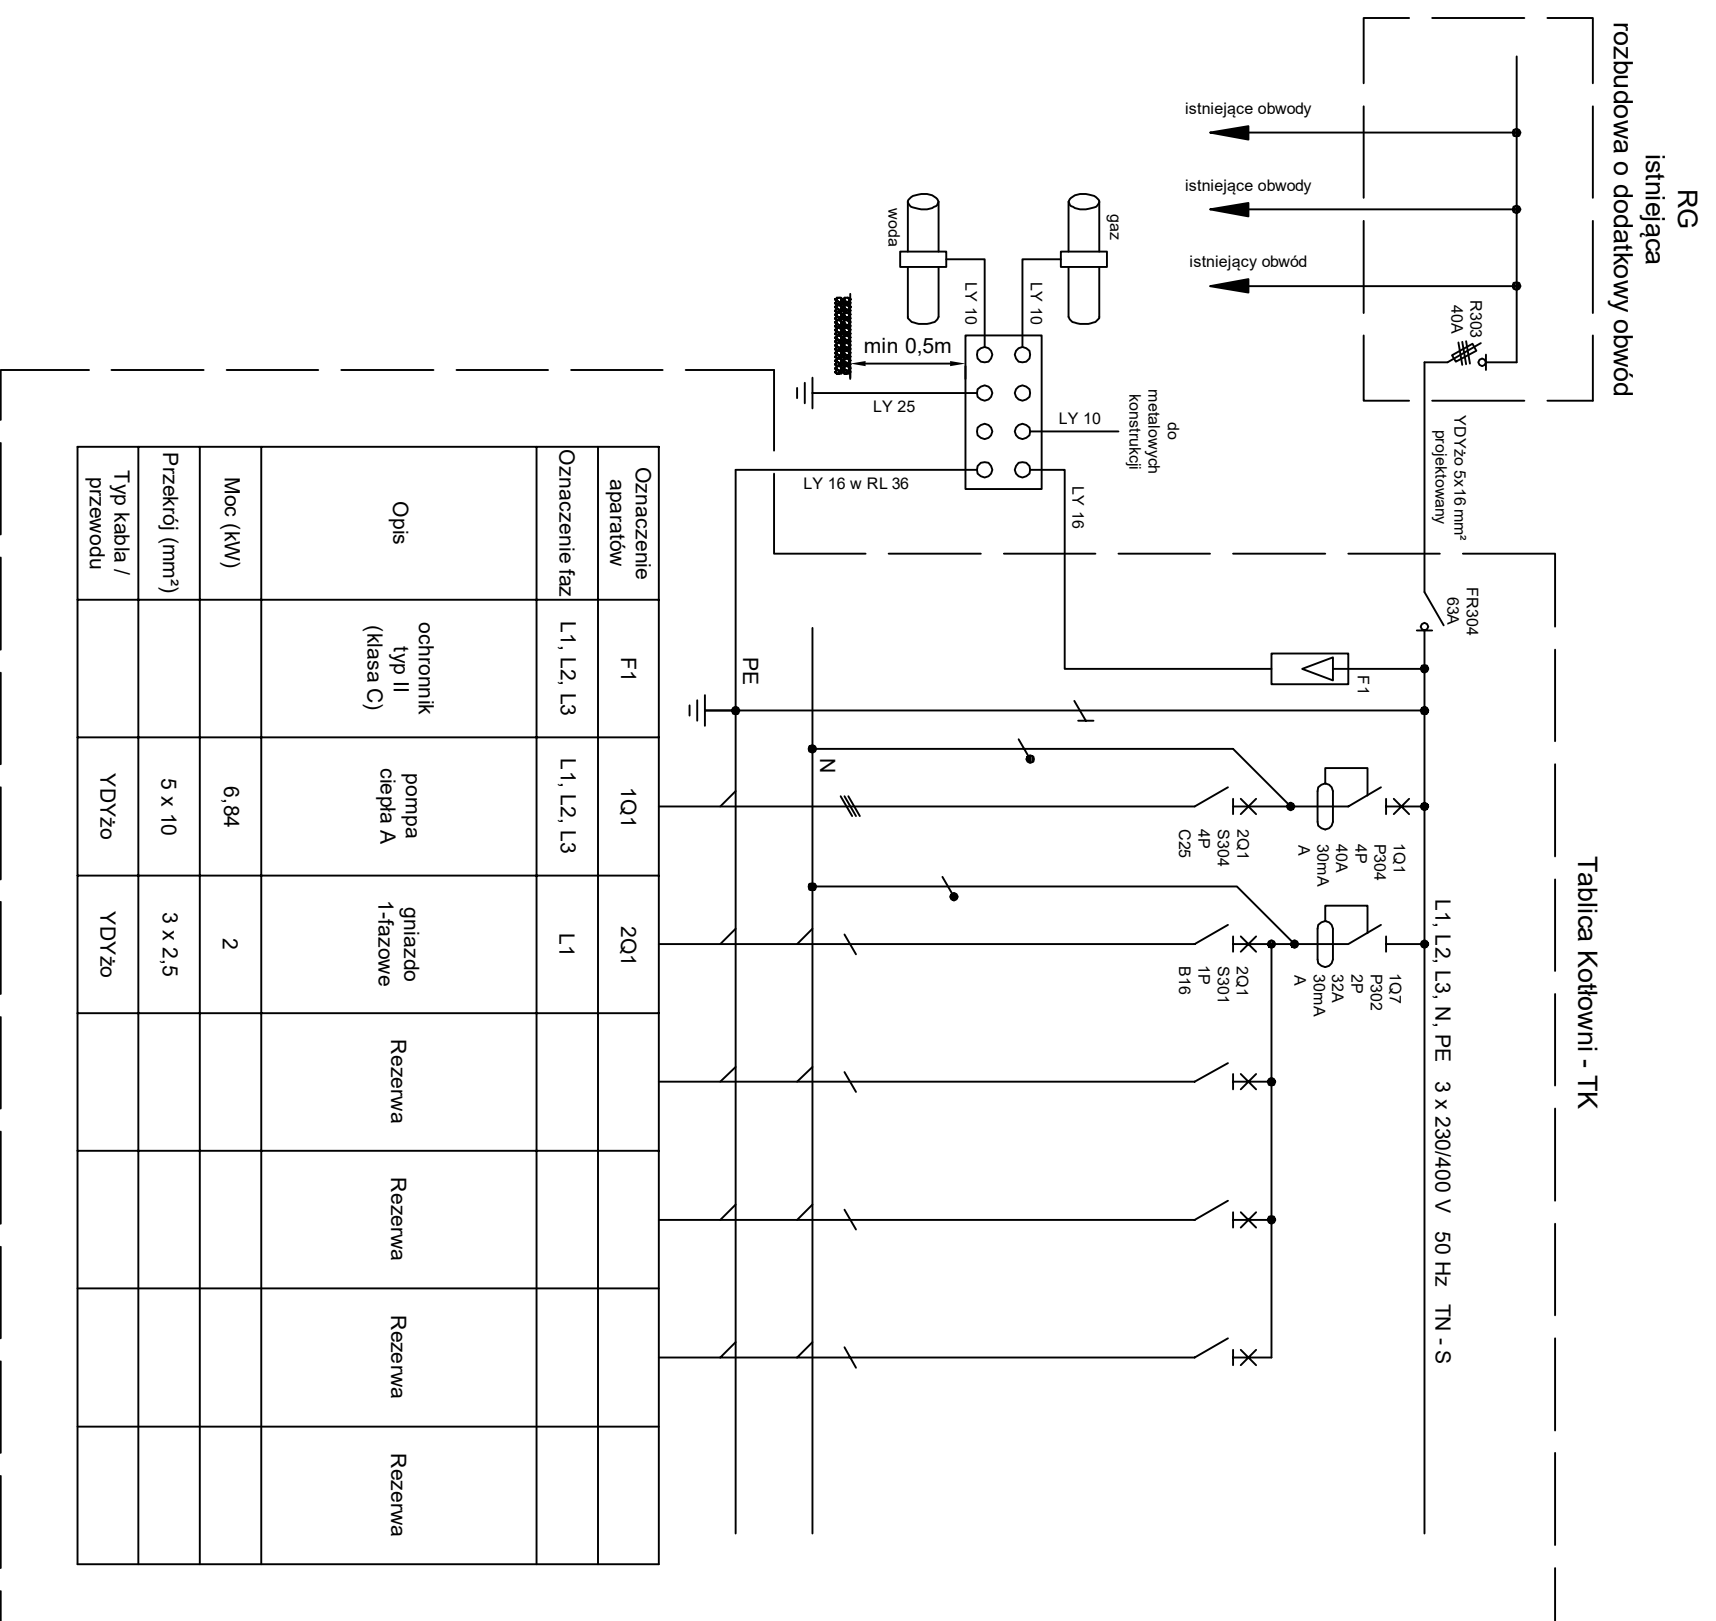 RG
istniejąca
rozbudowa o dodatkowy obwód
istniejące obwody
istniejące obwody
istniejący obwód
R303
40A
YDYżo 5x16 mm²
projektowany
gaz
woda
LY 10
LY 10
min 0,5m
LY 25
LY 10
do
metalowych
konstrukcji
LY 16 w RL 36
LY 16
Tablica Kotłowni - TK
FR304
63A
F1
L1, L2, L3, N, PE 3 x 230/400 V 50 Hz TN - S
1Q1
P304
4P
40A
30mA
A
2Q1
S304
4P
C25
1Q7
P302
2P
32A
30mA
A
2Q1
S301
1P
B16
N
PE
Oznaczenie
aparatów
F1
1Q1
2Q1
Oznaczenie faz
L1, L2, L3
L1, L2, L3
L1
Opis
ochronnik
typ II
(klasa C)
pompa
ciepła A
gniazdo
1-fazowe
Rezerwa
Rezerwa
Rezerwa
Rezerwa
Moc (kW)
6,84
2
Przekrój (mm²)
5 x 10
3 x 2,5
Typ kabla /
przewodu
YDYżo
YDYżo